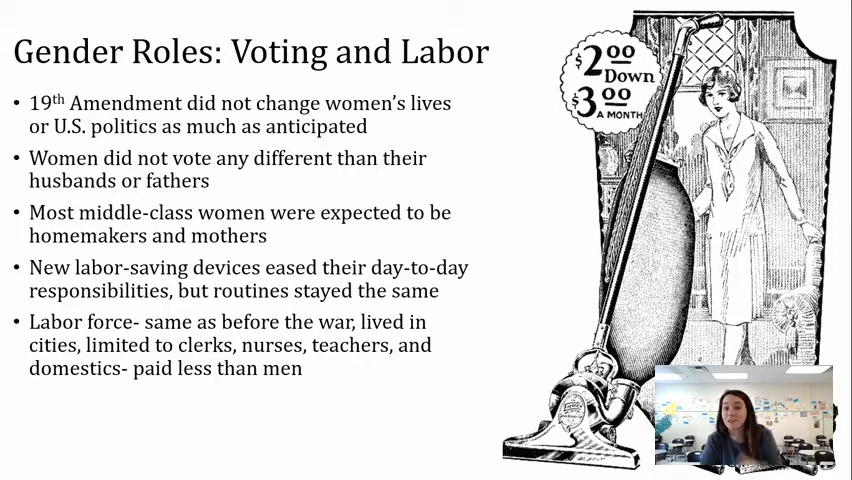 Gender Roles: Voting and Labor
• 19th Amendment did not change women's lives
or U.S. politics as much as anticipated
• Women did not vote any different than their
husbands or fathers
• Most middle-class women were expected to be
homemakers and mothers
• New labor-saving devices eased their day-to-day
responsibilities, but routines stayed the same
• Labor force- same as before the war, lived in
cities, limited to clerks, nurses, teachers, and
domestics- paid less than men
$2.00
Down
$3.00
A MONTH